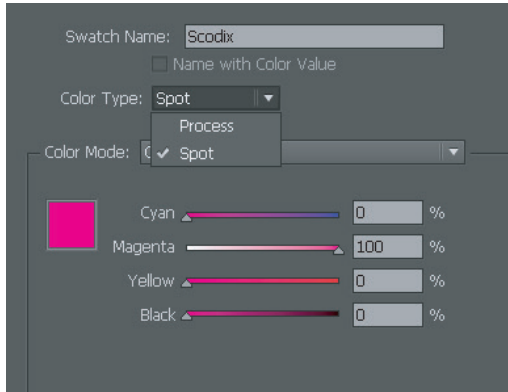 Swatch Name: Scodix
Name with Color Value
Color Type: Spot
Process
Color Mode: C ✓ Spot
Cyan 0 %
Magenta 100 %
Yellow 0 %
Black 0 %